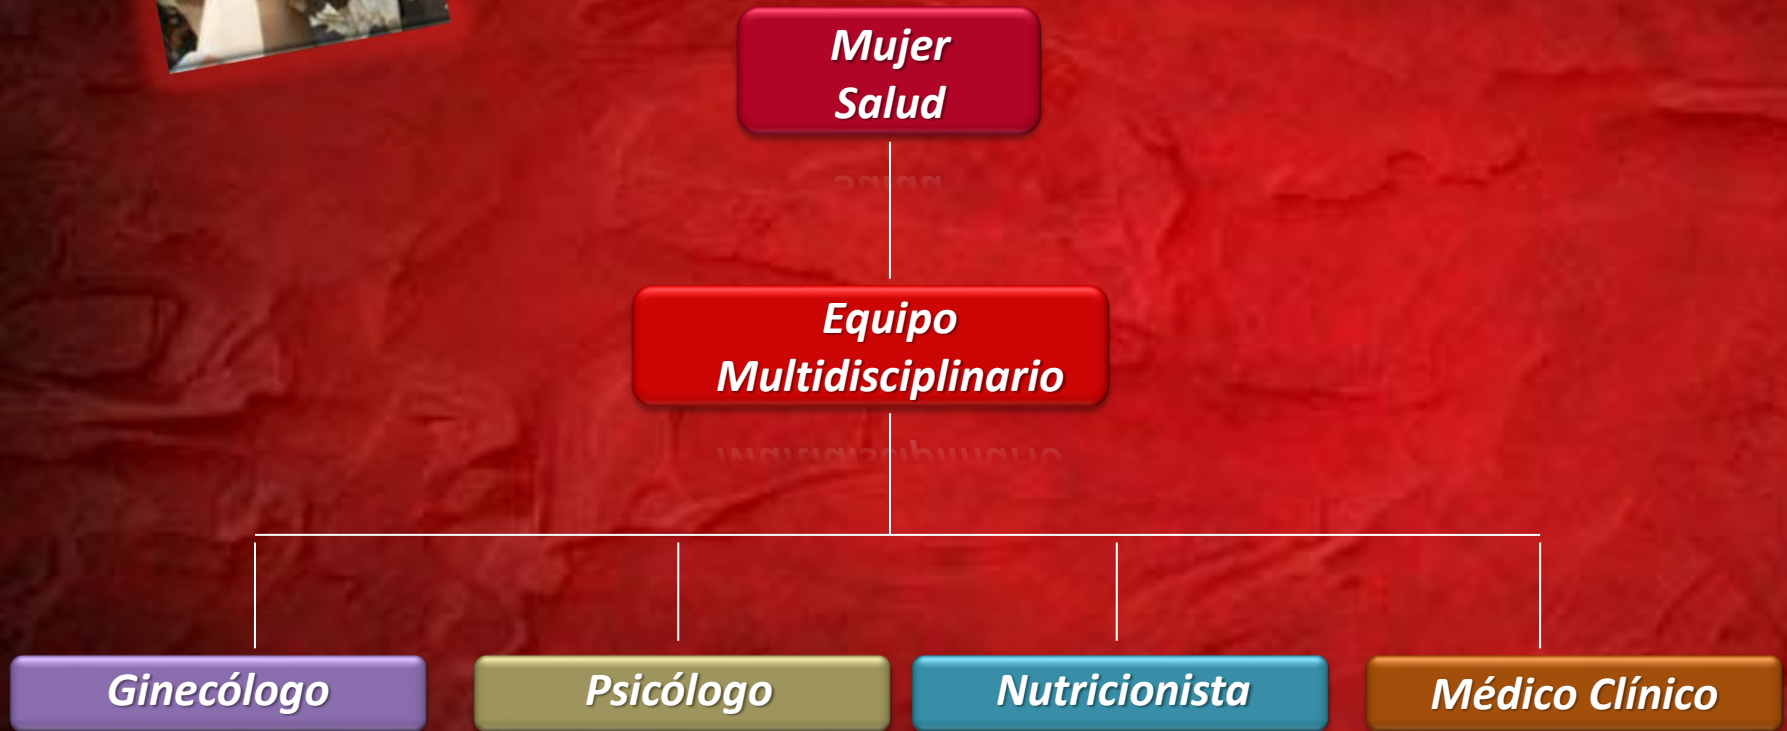 Mujer
Salud
Equipo
Multidisciplinario
Ginecólogo
Psicólogo
Nutricionista
Médico Clínico